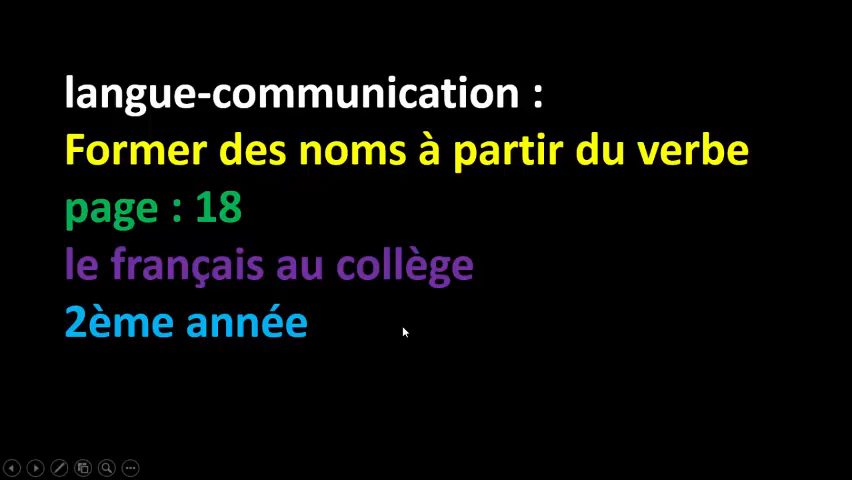 langue-communication :
Former des noms à partir du verbe
page : 18
le français au collège
2ème année